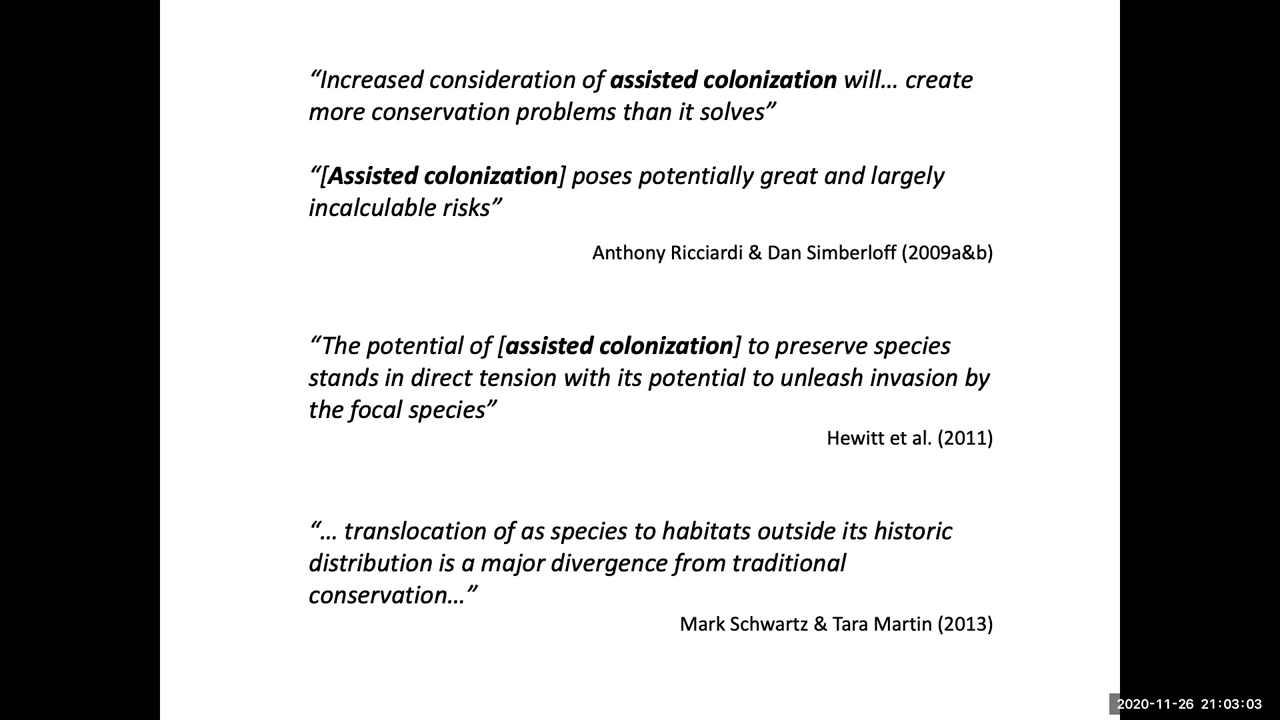 “Increased consideration of assisted colonization will... create
more conservation problems than it solves”
“[Assisted colonization] poses potentially great and largely
incalculable risks”
Anthony Ricciardi & Dan Simberloff (2009a&b)
“The potential of [assisted colonization] to preserve species
stands in direct tension with its potential to unleash invasion by
the focal species”
Hewitt et al. (2011)
“... translocation of as species to habitats outside its historic
distribution is a major divergence from traditional
conservation...”
Mark Schwartz & Tara Martin (2013)
2020-11-26 21:03:03